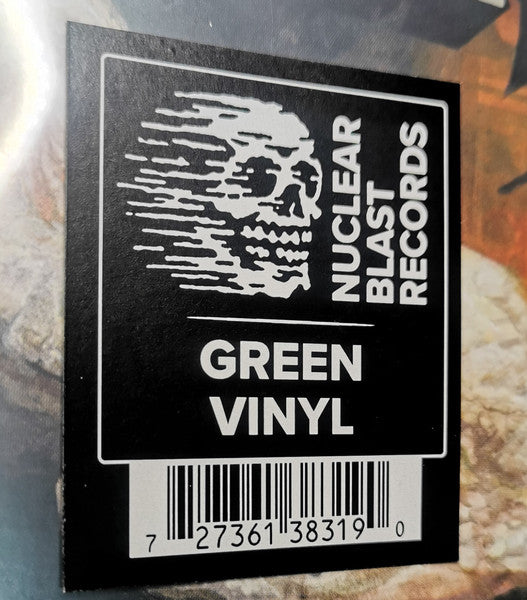 NUCLEAR
BLAST
RECORDS
GREEN
VINYL
7 27361 38319 0